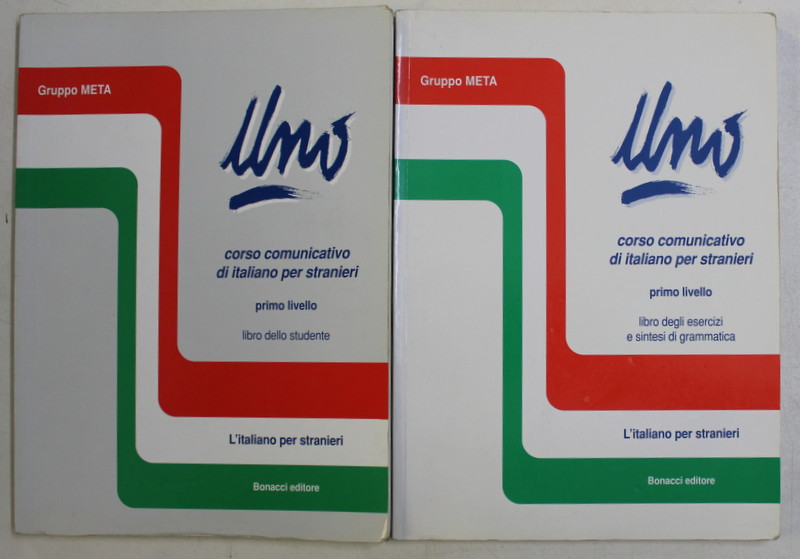 Gruppo META
Uno
corso comunicativo
di italiano per stranieri
primo livello
libro dello studente
L'italiano per stranieri
Bonacci editore
Gruppo META
Uno
corso comunicativo
di italiano per stranieri
primo livello
libro degli esercizi
e sintesi di grammatica
L'italiano per stranieri
Bonacci editore